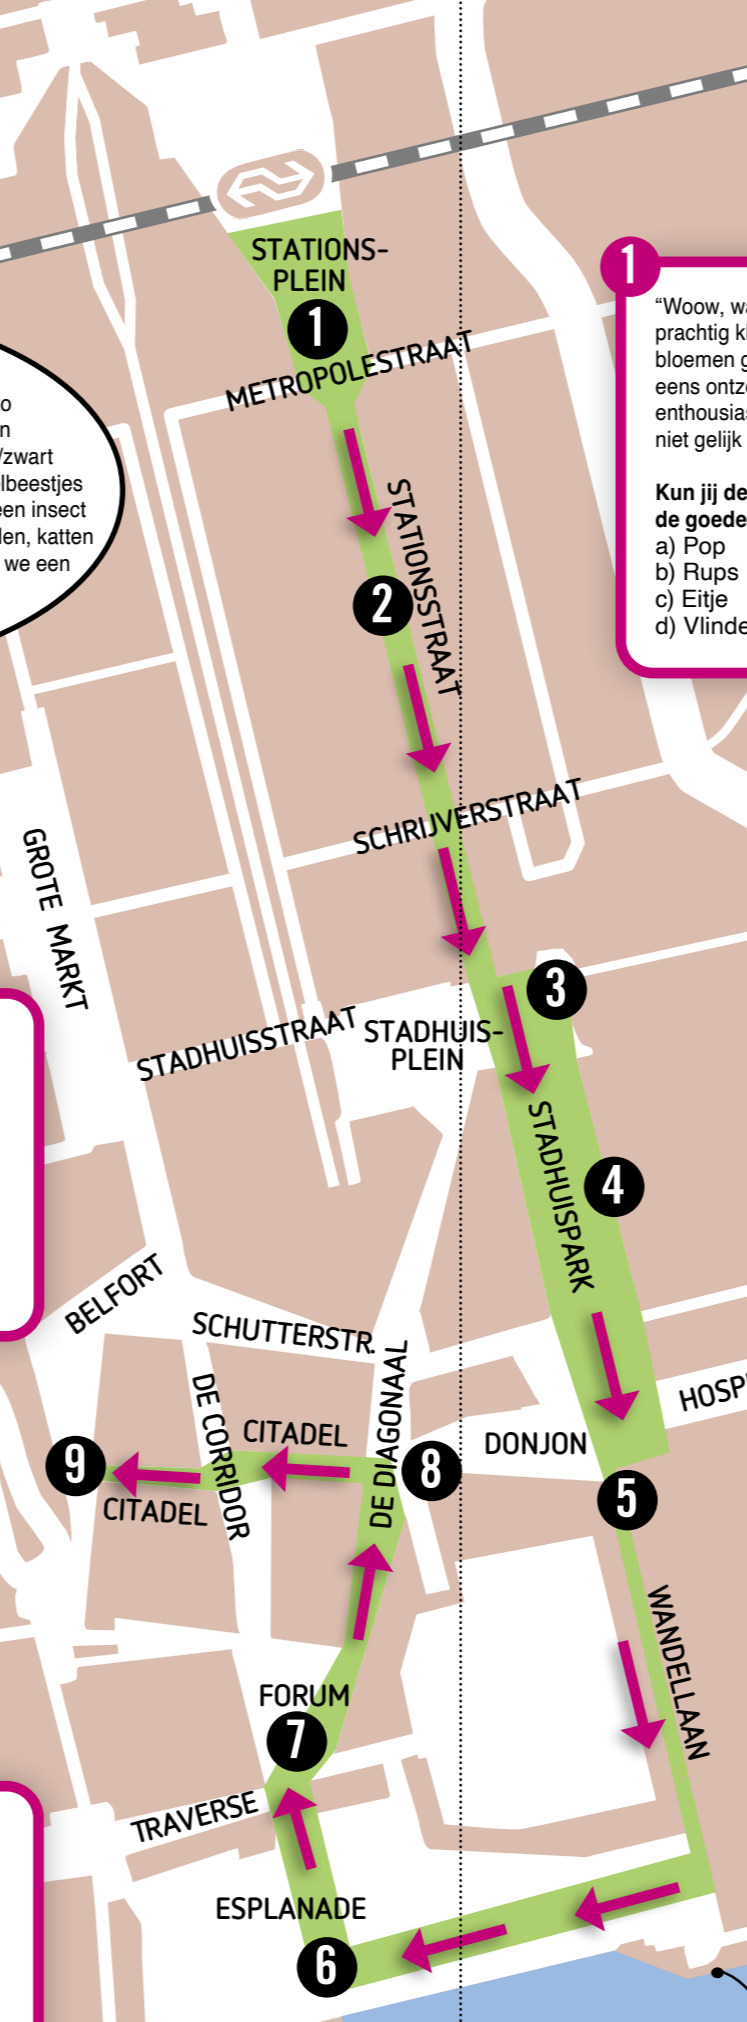 STATIONS-
PLEIN
1
METROPOLESTRAAT
STATIONSSTRAAT
2
1
“Woow, wa
prachtig kl
bloemen g
eens ontze
enthousias
niet gelijk
Kun jij de
de goede
a) Pop
b) Rups
c) Eitje
d) Vlinde
o
n
/zwart
lbeestjes
een insect
den, katten
we een
SCHRIJVERSTRAAT
GROTE MARKT
3
STADHUISSTRAAT
STADHUIS-
PLEIN
STADHUISPARK
4
BELFORT
SCHUTTERSTR.
DE DIAGONAAL
DE CORRIDOR
HOSP
CITADEL
DONJON
9
8
CITADEL
5
WANDELLAAN
FORUM
7
TRAVERSE
ESPLANADE
6